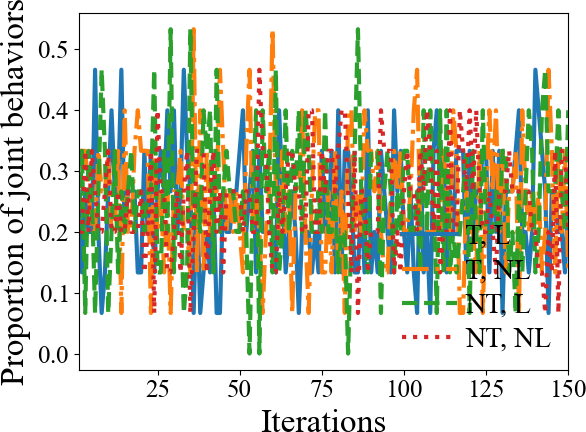 Proportion of joint behaviors
0.5
0.4
0.3
0.2
0.1
0.0
T, L
T, NL
NT, L
NT, NL
25 50 75 100 125 150
Iterations